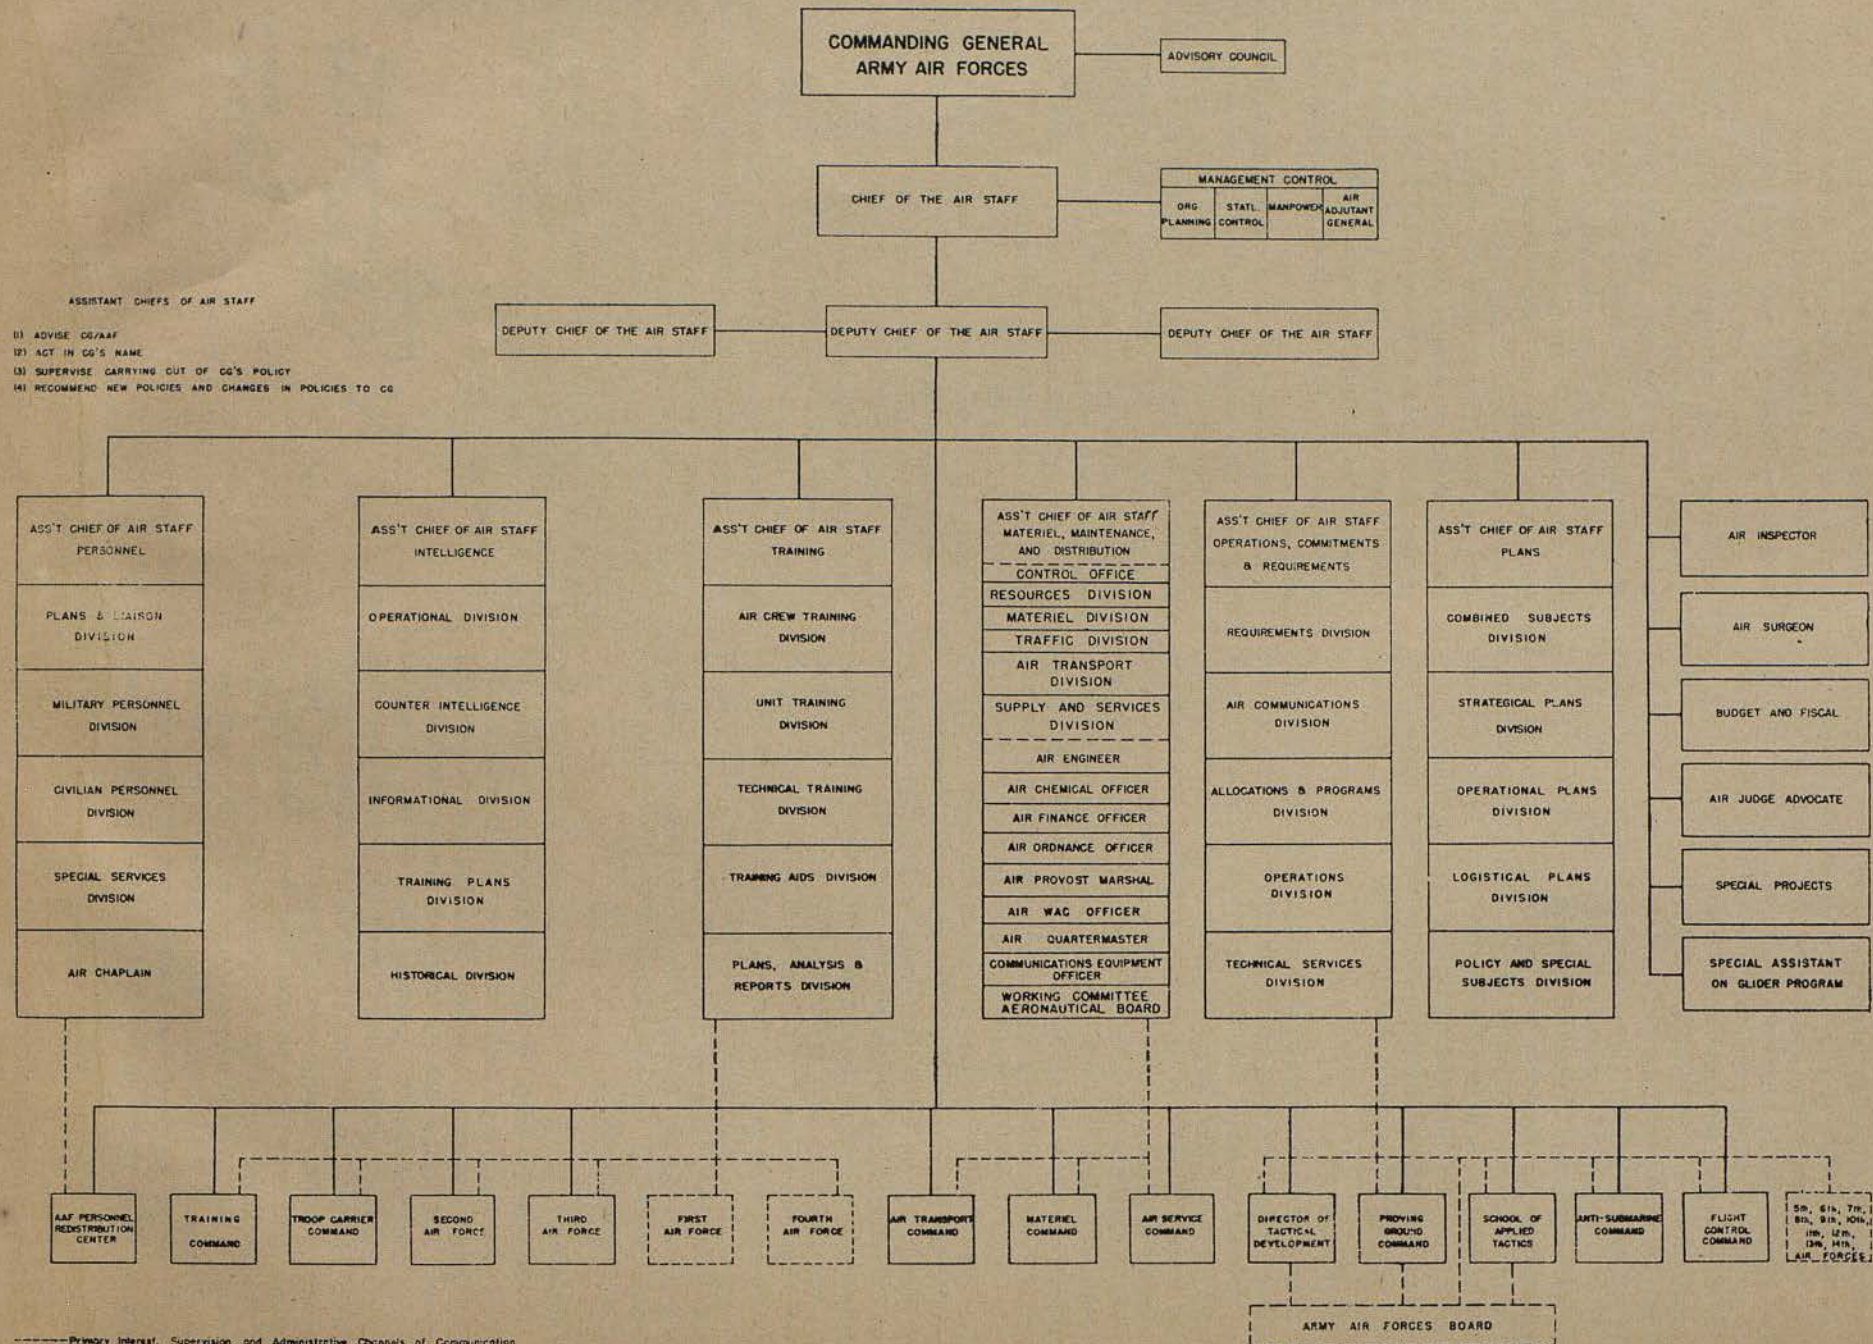 COMMANDING GENERAL
ARMY AIR FORCES
ADVISORY COUNCIL
CHIEF OF THE AIR STAFF
MANAGEMENT CONTROL
ORG
PLANNING
STATL.
CONTROL
MANPOWER
AIR
ADJUTANT
GENERAL
ASSISTANT CHIEFS OF AIR STAFF
(1) ADVISE CG/AAF
(2) ACT IN CG'S NAME
(3) SUPERVISE CARRYING OUT OF CG'S POLICY
(4) RECOMMEND NEW POLICIES AND CHANGES IN POLICIES TO CG
DEPUTY CHIEF OF THE AIR STAFF
DEPUTY CHIEF OF THE AIR STAFF
DEPUTY CHIEF OF THE AIR STAFF
ASS'T CHIEF OF AIR STAFF
PERSONNEL
PLANS & LIAISON
DIVISION
MILITARY PERSONNEL
DIVISION
CIVILIAN PERSONNEL
DIVISION
SPECIAL SERVICES
DIVISION
AIR CHAPLAIN
ASS'T CHIEF OF AIR STAFF
INTELLIGENCE
OPERATIONAL DIVISION
COUNTER INTELLIGENCE
DIVISION
INFORMATIONAL DIVISION
TRAINING PLANS
DIVISION
HISTORICAL DIVISION
ASS'T CHIEF OF AIR STAFF
TRAINING
AIR CREW TRAINING
DIVISION
UNIT TRAINING
DIVISION
TECHNICAL TRAINING
DIVISION
TRAINING AIDS DIVISION
PLANS, ANALYSIS &
REPORTS DIVISION
ASS'T CHIEF OF AIR STAFF
MATERIEL, MAINTENANCE,
AND DISTRIBUTION
CONTROL OFFICE
RESOURCES DIVISION
MATERIEL DIVISION
TRAFFIC DIVISION
AIR TRANSPORT
DIVISION
SUPPLY AND SERVICES
DIVISION
AIR ENGINEER
AIR CHEMICAL OFFICER
AIR FINANCE OFFICER
AIR ORDNANCE OFFICER
AIR PROVOST MARSHAL
AIR WAC OFFICER
AIR QUARTERMASTER
COMMUNICATIONS EQUIPMENT
OFFICER
WORKING COMMITTEE
AERONAUTICAL BOARD
ASS'T CHIEF OF AIR STAFF
OPERATIONS, COMMITMENTS
& REQUIREMENTS
REQUIREMENTS DIVISION
AIR COMMUNICATIONS
DIVISION
ALLOCATIONS & PROGRAMS
DIVISION
OPERATIONS
DIVISION
TECHNICAL SERVICES
DIVISION
ASS'T CHIEF OF AIR STAFF
PLANS
COMBINED SUBJECTS
DIVISION
STRATEGICAL PLANS
DIVISION
OPERATIONAL PLANS
DIVISION
LOGISTICAL PLANS
DIVISION
POLICY AND SPECIAL
SUBJECTS DIVISION
AIR INSPECTOR
AIR SURGEON
BUDGET AND FISCAL
AIR JUDGE ADVOCATE
SPECIAL PROJECTS
SPECIAL ASSISTANT
ON GLIDER PROGRAM
AAF PERSONNEL
REDISTRIBUTION
CENTER
TRAINING
COMMAND
TROOP CARRIER
COMMAND
SECOND
AIR FORCE
THIRD
AIR FORCE
FIRST
AIR FORCE
FOURTH
AIR FORCE
AIR TRANSPORT
COMMAND
MATERIEL
COMMAND
AIR SERVICE
COMMAND
DIRECTOR OF
TACTICAL
DEVELOPMENT
PROVING
GROUND
COMMAND
SCHOOL OF
APPLIED
TACTICS
ANTI-SUBMARINE
COMMAND
FLIGHT
CONTROL
COMMAND
5th, 6th, 7th,
8th, 9th, 10th,
11th, 12th,
13th, 14th,
AIR FORCES
ARMY AIR FORCES BOARD
Primary Interest, Supervision and Administrative Channels of Communication